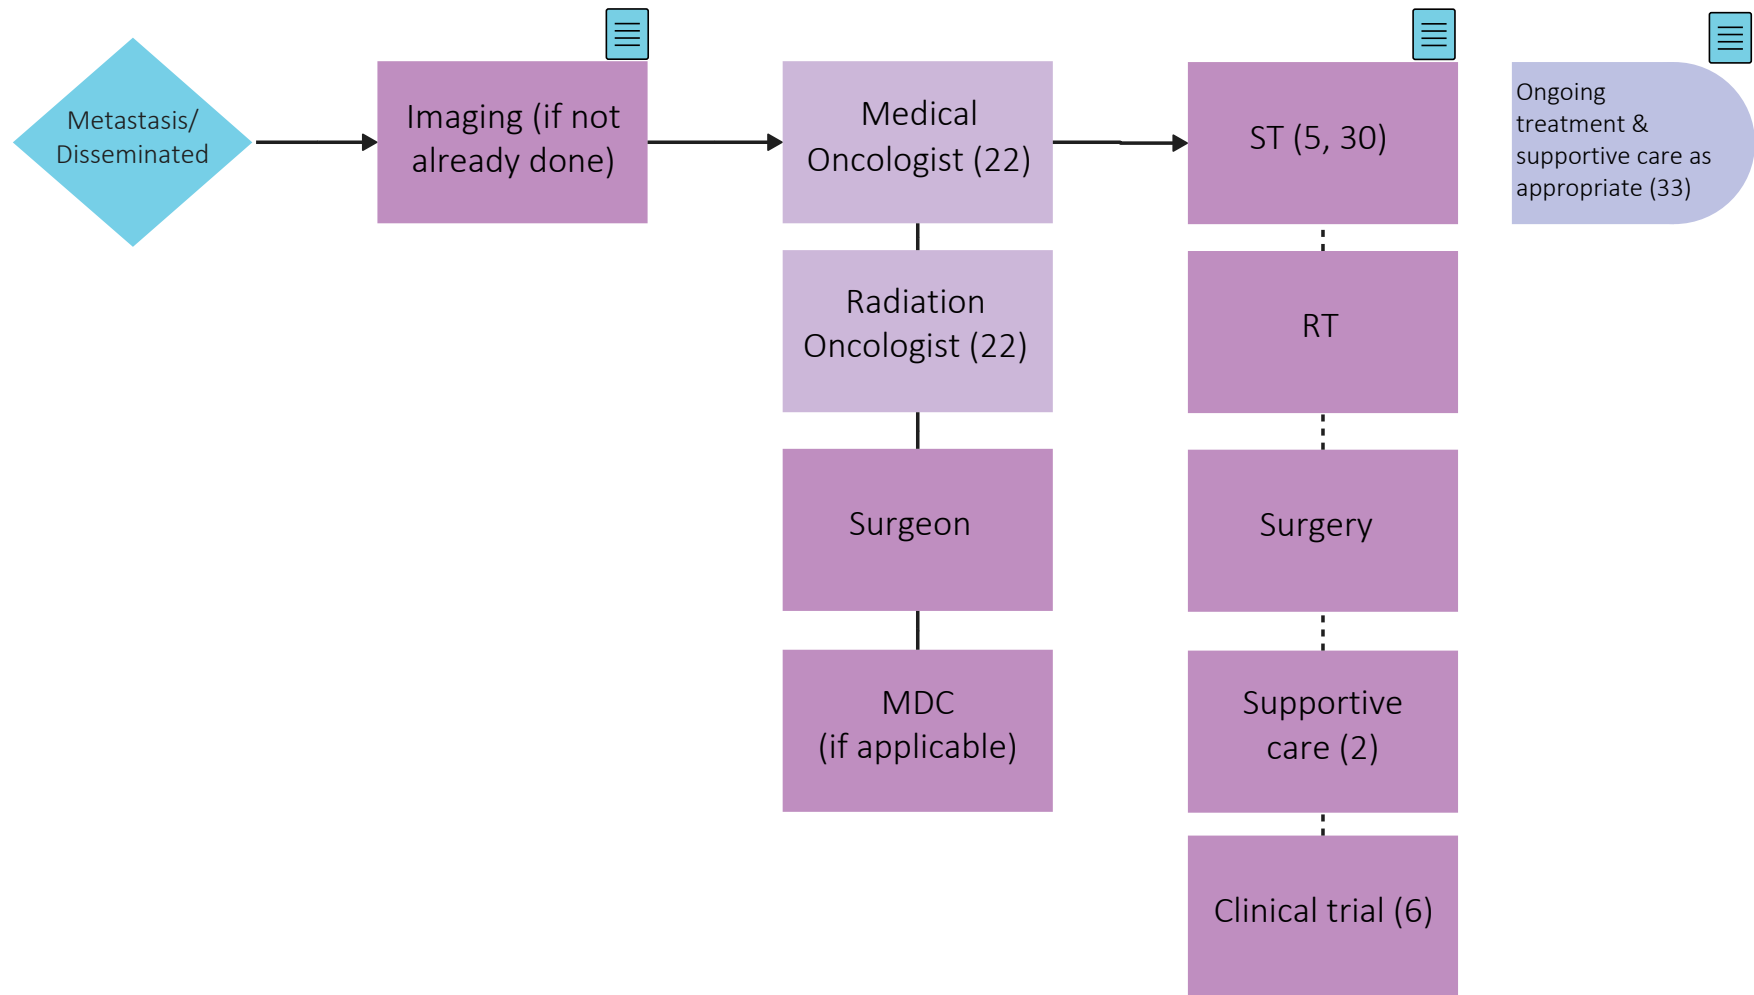 Metastasis/
Disseminated
Imaging (if not
already done)
Medical
Oncologist (22)
Radiation
Oncologist (22)
Surgeon
MDC
(if applicable)
ST (5, 30)
RT
Surgery
Supportive
care (2)
Clinical trial (6)
Ongoing
treatment &
supportive care as
appropriate (33)